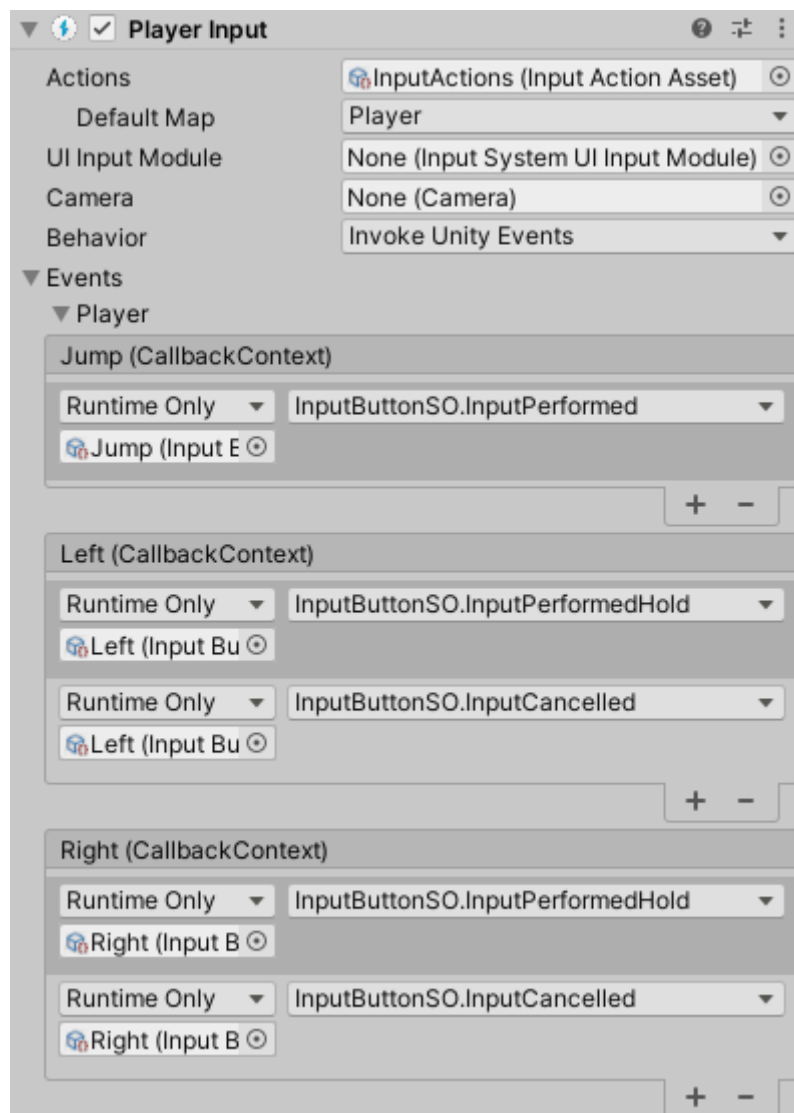 Player Input
Actions InputActions (Input Action Asset)
Default Map Player
UI Input Module None (Input System UI Input Module)
Camera None (Camera)
Behavior Invoke Unity Events
Events
Player
Jump (CallbackContext)
Runtime Only InputButtonSO.InputPerformed
Jump (Input E
Left (CallbackContext)
Runtime Only InputButtonSO.InputPerformedHold
Left (Input Bu
Runtime Only InputButtonSO.InputCancelled
Left (Input Bu
+ −
Right (CallbackContext)
Runtime Only InputButtonSO.InputPerformedHold
Right (Input B
Runtime Only InputButtonSO.InputCancelled
Right (Input B